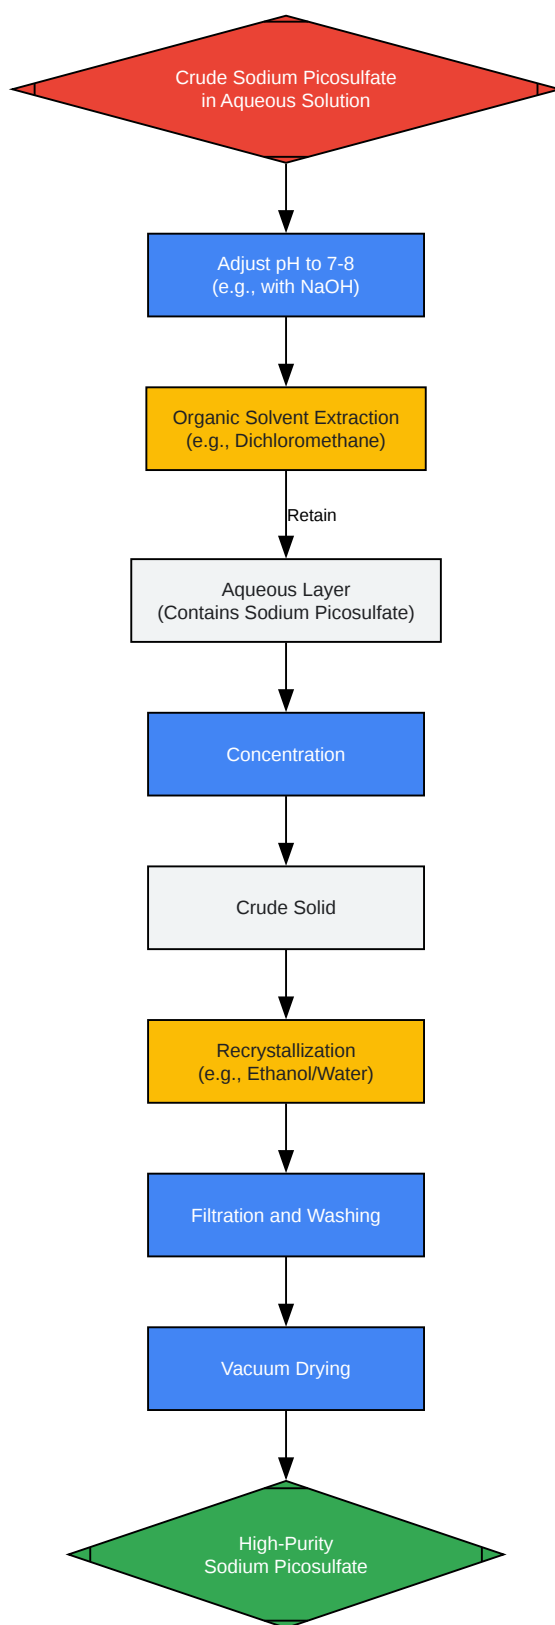 Crude Sodium Picosulfate
in Aqueous Solution
Adjust pH to 7-8
(e.g., with NaOH)
Organic Solvent Extraction
(e.g., Dichloromethane)
Retain
Aqueous Layer
(Contains Sodium Picosulfate)
Concentration
Crude Solid
Recrystallization
(e.g., Ethanol/Water)
Filtration and Washing
Vacuum Drying
High-Purity
Sodium Picosulfate